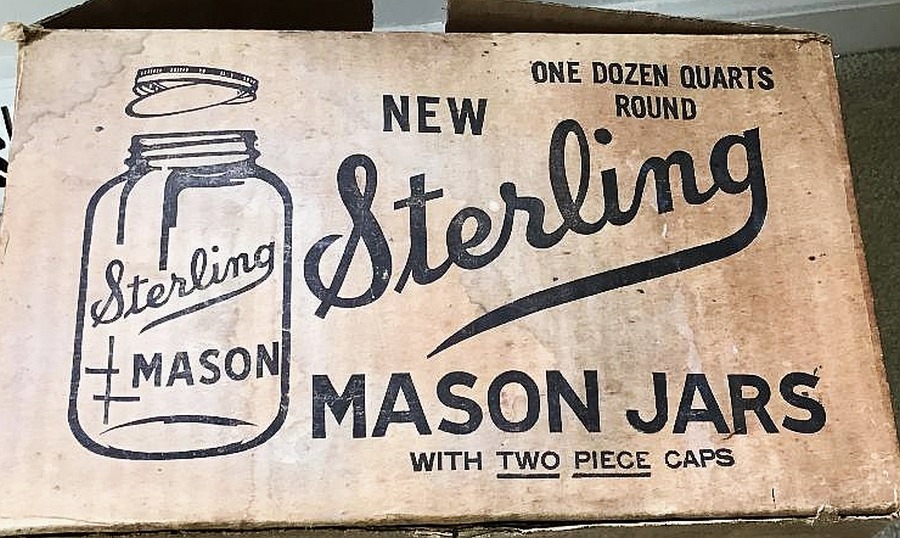 ONE DOZEN QUARTS
ROUND
NEW
Sterling
MASON JARS
WITH TWO PIECE CAPS
Sterling
MASON